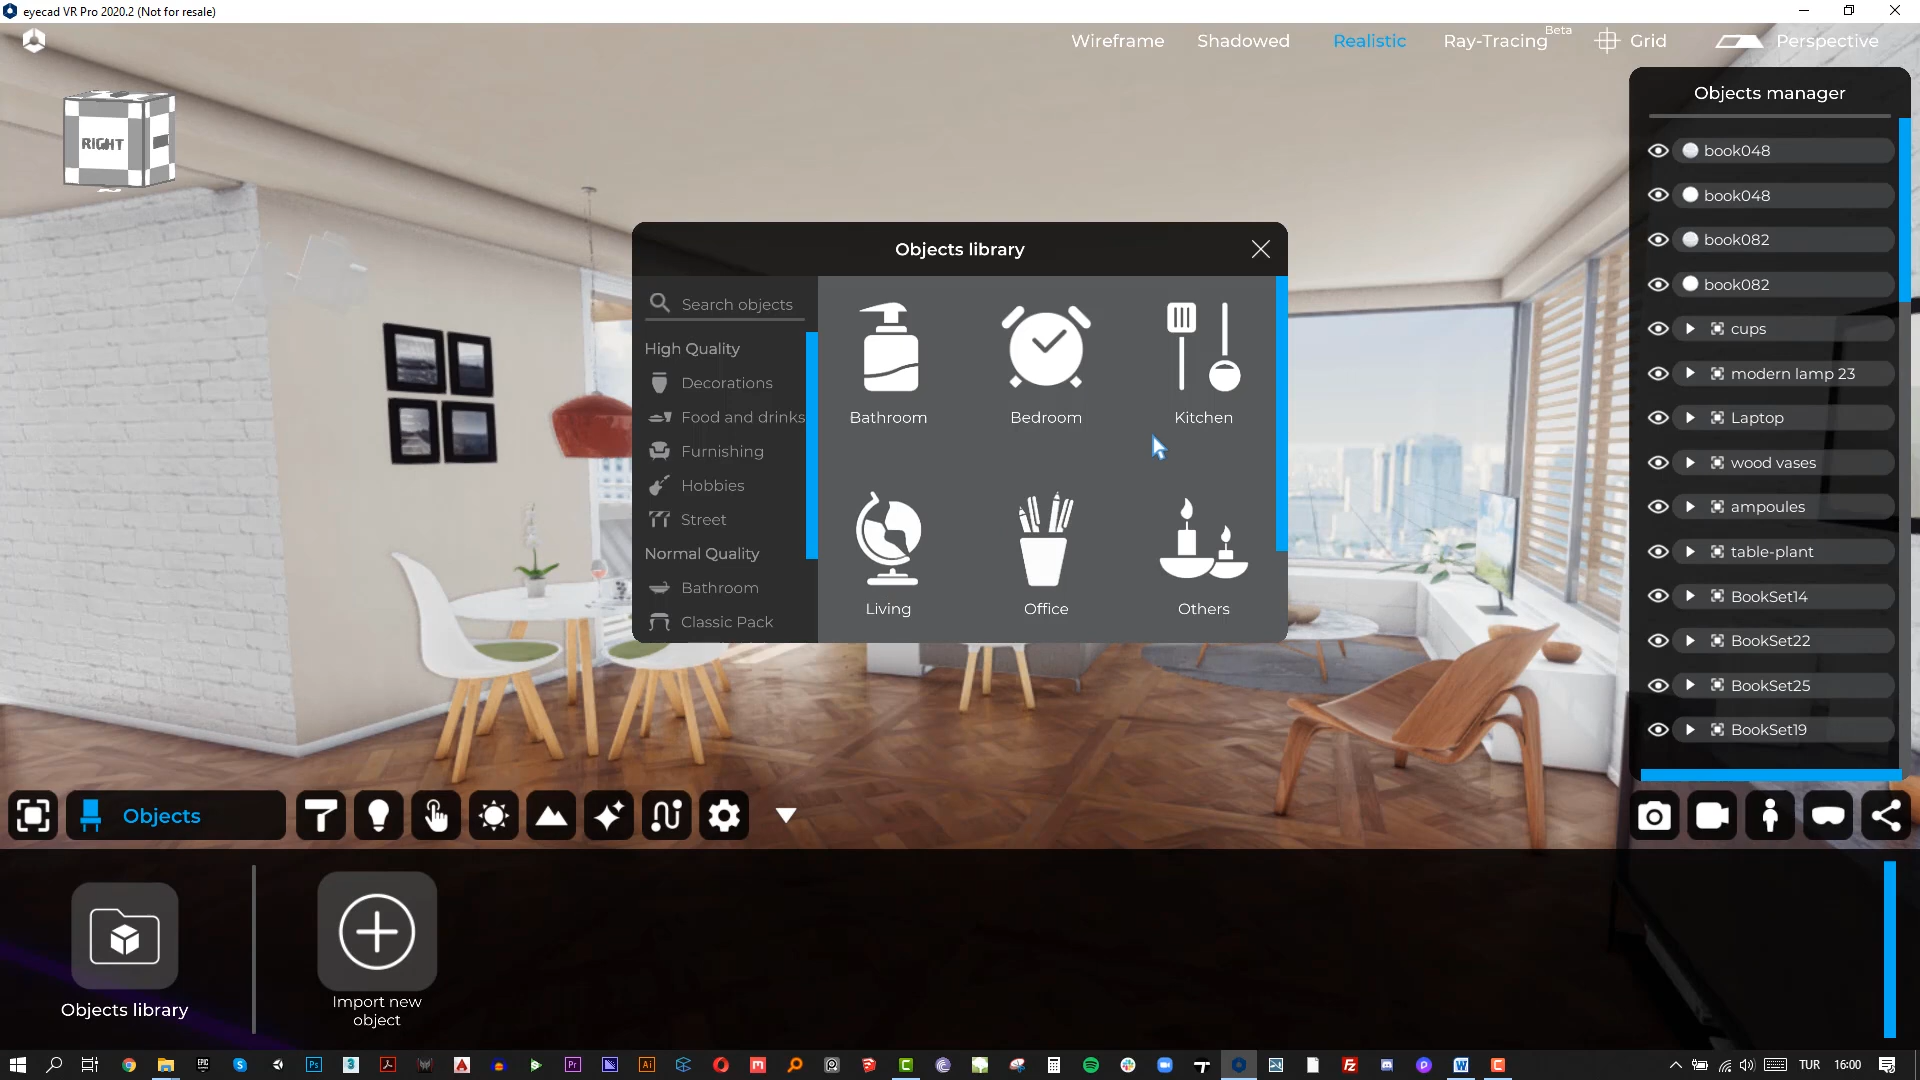 eyecad VR Pro 2020.2 (Not for resale)
Wireframe
Shadowed
Realistic
Ray-Tracing
Beta
Grid
Perspective
RIGHT
Objects manager
book048
book048
book082
book082
cups
modern lamp 23
Laptop
wood vases
ampoules
table-plant
BookSet14
BookSet22
BookSet25
BookSet19
Objects library
Search objects
High Quality
Decorations
Food and drinks
Furnishing
Hobbies
Street
Normal Quality
Bathroom
Classic Pack
Bathroom
Bedroom
Kitchen
Living
Office
Others
Objects
Objects library
Import new
object
TUR
16:00